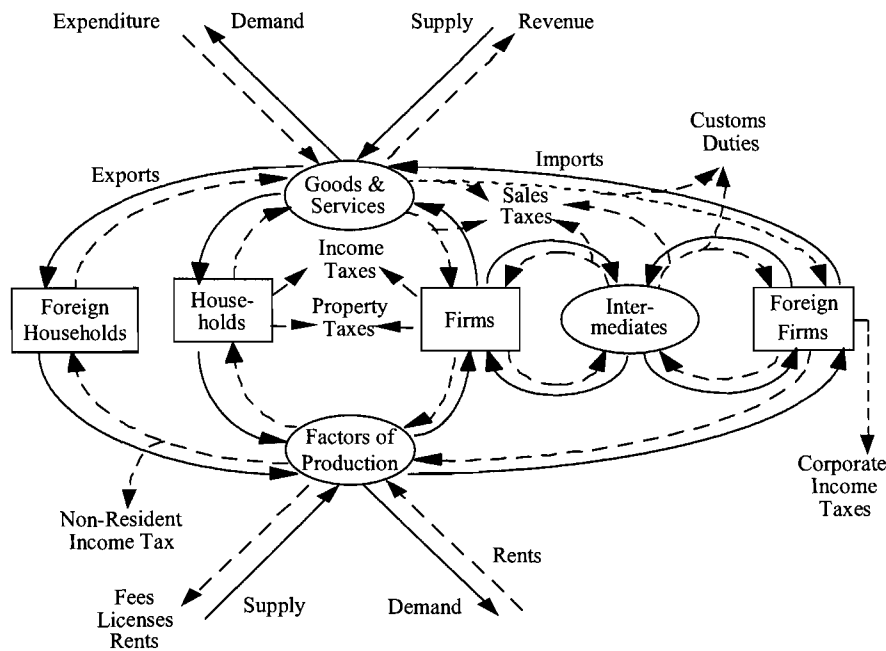 Expenditure
Demand
Supply
Revenue
Customs
Duties
Exports
Imports
Goods &
Services
Sales
Taxes
Income
Taxes
Foreign
Households
House-
holds
Property
Taxes
Firms
Inter-
mediates
Foreign
Firms
Factors of
Production
Corporate
Income
Taxes
Non-Resident
Income Tax
Rents
Fees
Licenses
Rents
Supply
Demand